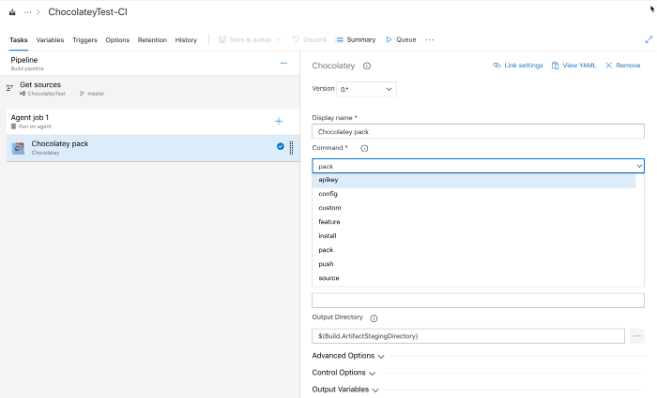 ChocolateyTest-CI
Tasks Variables Triggers Options Retention History Save & queue Discard Summary Queue
Pipeline
Build pipeline
Get sources
ChocolateyTest master
Agent job 1
Run on agent
Chocolatey pack
Chocolatey
Chocolatey Link settings View YAML Remove
Version 0.*
Display name *
Chocolatey pack
Command *
pack
apikey
config
custom
feature
install
pack
push
source
Output Directory
$(Build.ArtifactStagingDirectory)
Advanced Options
Control Options
Output Variables